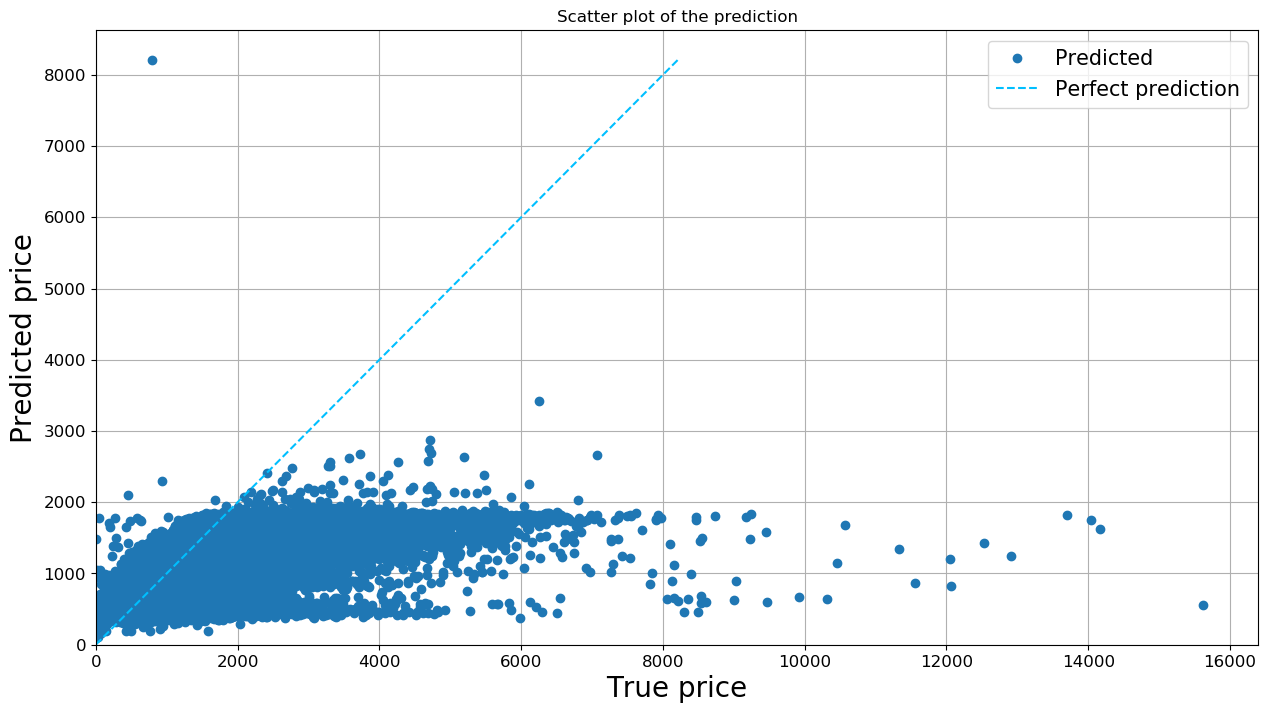 Scatter plot of the prediction
Predicted
Perfect prediction
8000
7000
6000
5000
4000
3000
2000
1000
0
Predicted price
0 2000 4000 6000 8000 10000 12000 14000 16000
True price